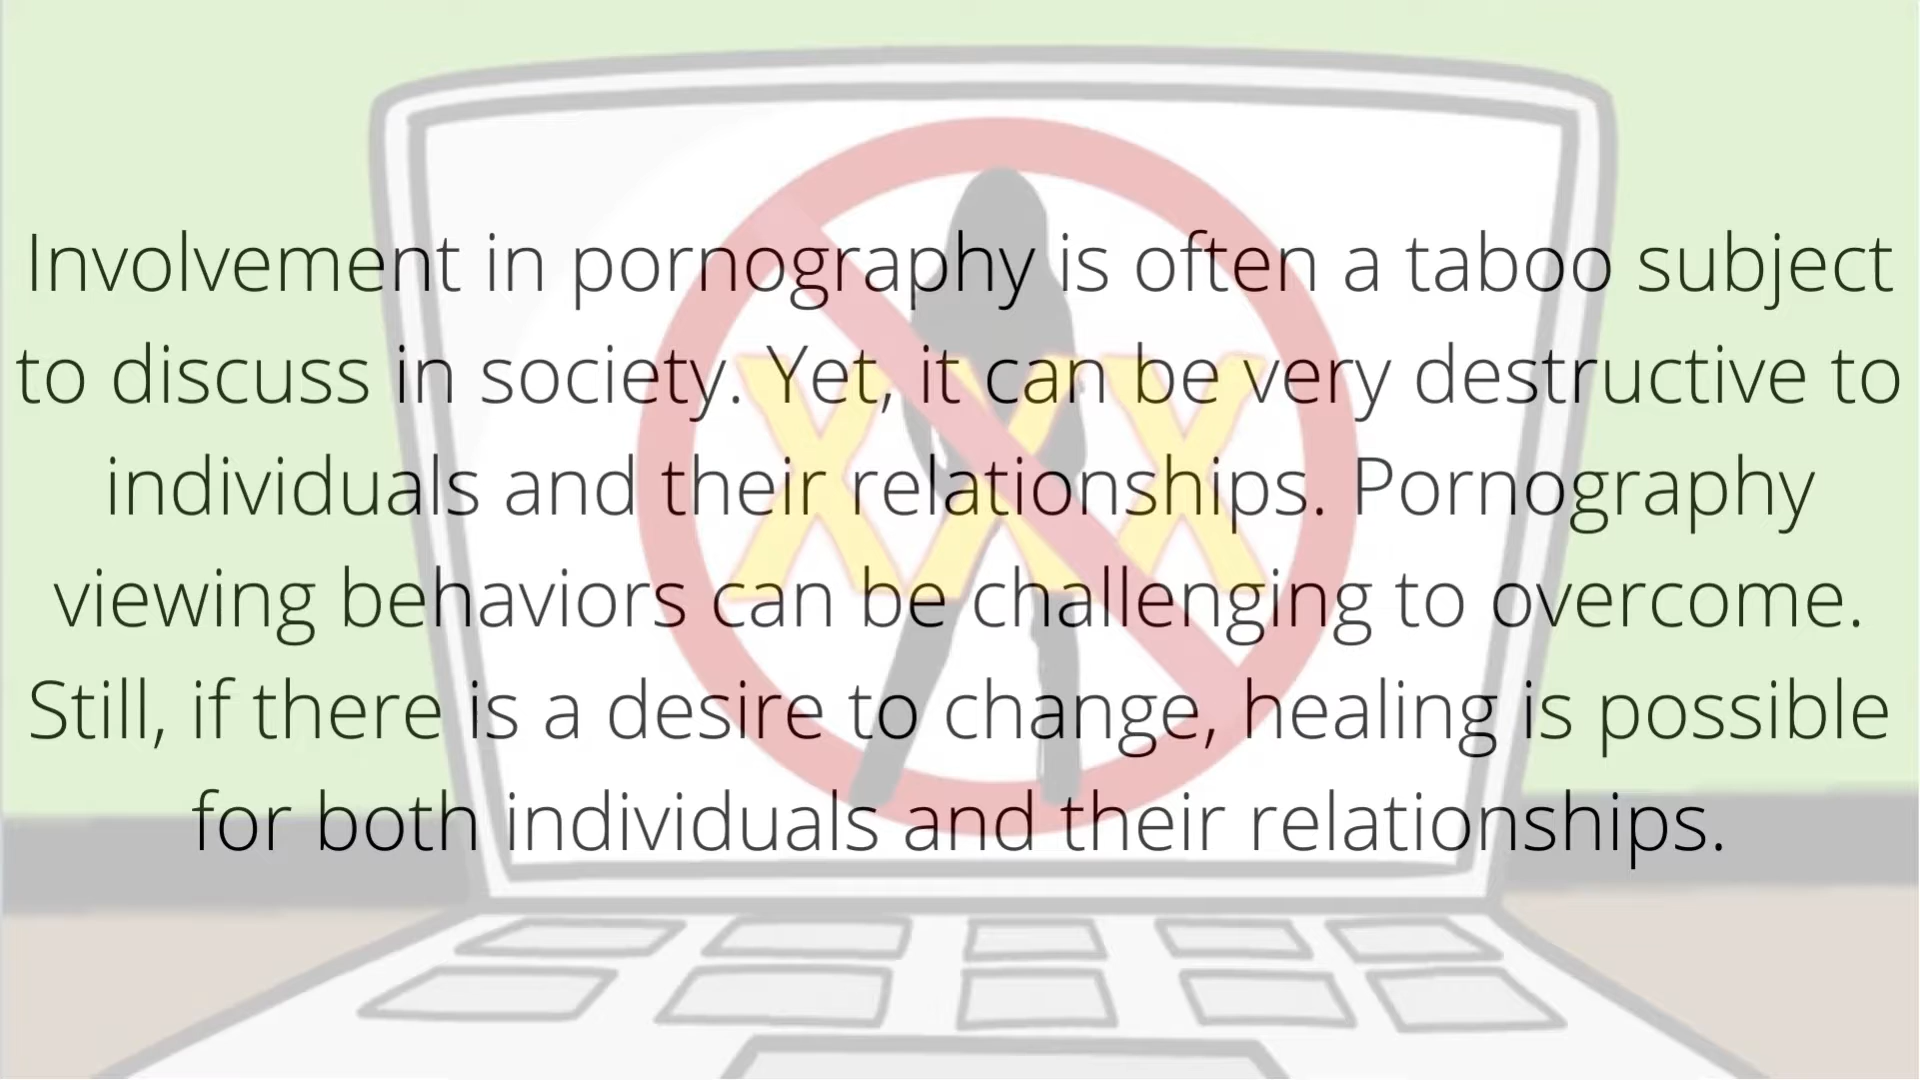 Involvement in pornography is often a taboo subject
to discuss in society. Yet, it can be very destructive to
individuals and their relationships. Pornography
viewing behaviors can be challenging to overcome.
Still, if there is a desire to change, healing is possible
for both individuals and their relationships.
XXX